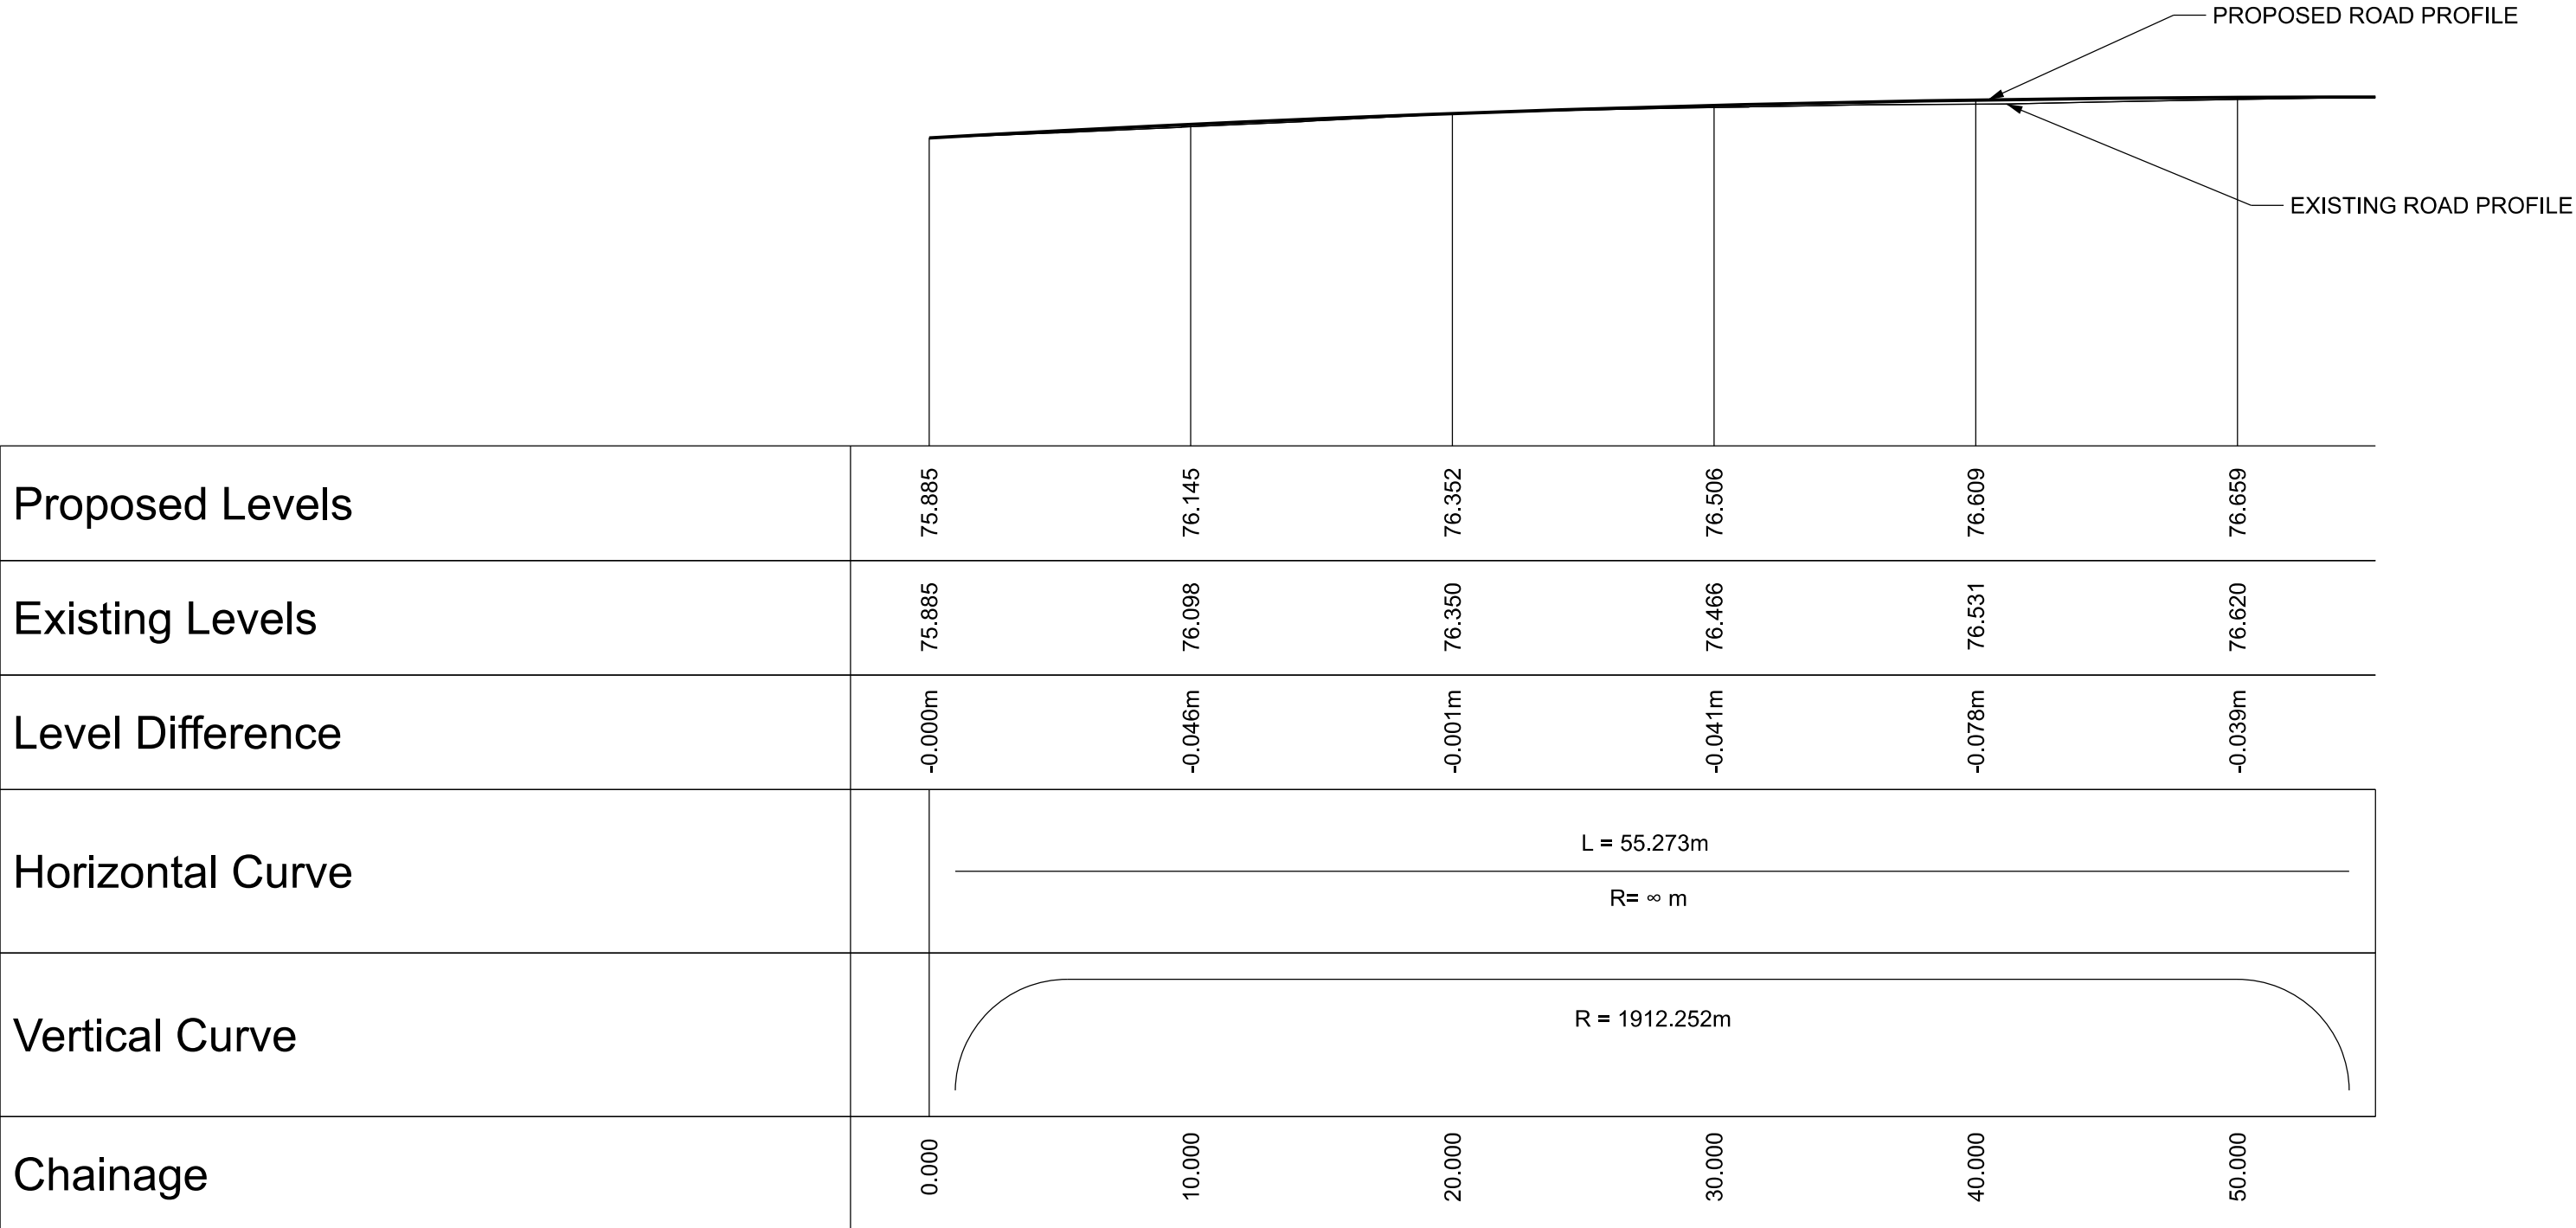 PROPOSED ROAD PROFILE
EXISTING ROAD PROFILE
Proposed Levels 75.885 76.145 76.352 76.506 76.609 76.659
Existing Levels 75.885 76.098 76.350 76.466 76.531 76.620
Level Difference -0.000m -0.046m -0.001m -0.041m -0.078m -0.039m
Horizontal Curve
L = 55.273m
R= ∞ m
Vertical Curve
R = 1912.252m
Chainage 0.000 10.000 20.000 30.000 40.000 50.000